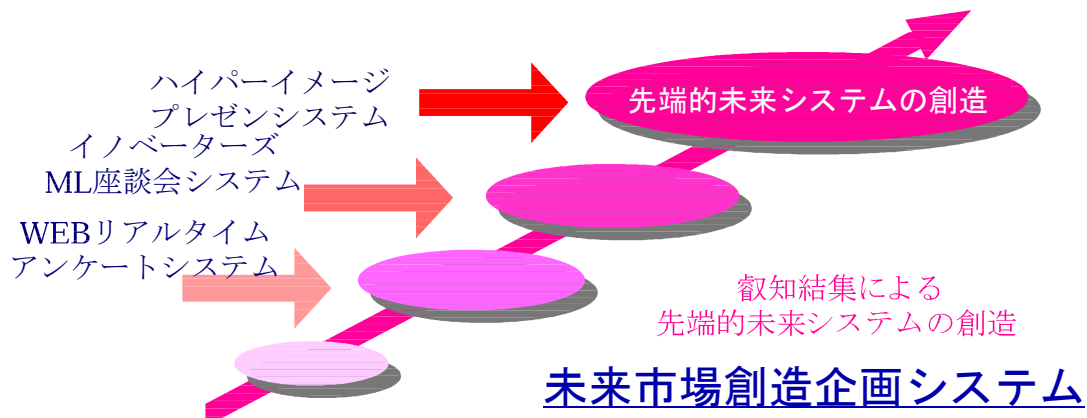 ハイパーイメージ
プレゼンシステム
先端的未来システムの創造
イノベーターズ
ML座談会システム
WEBリアルタイム
アンケートシステム
叡知結集による
先端的未来システムの創造
未来市場創造企画システム